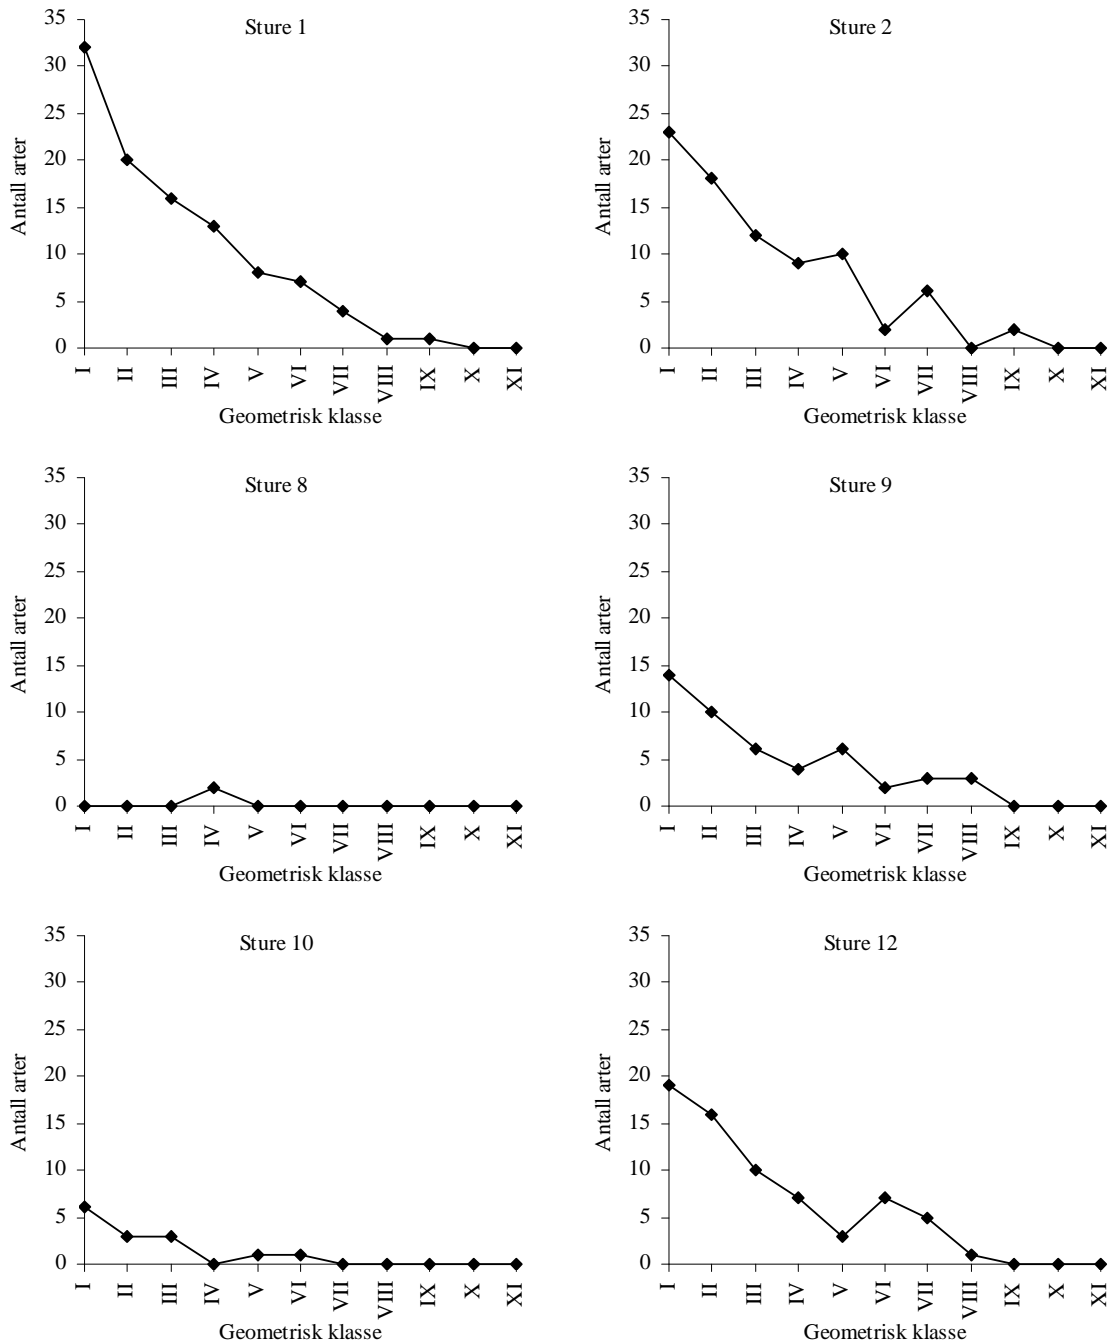 Sture 1
35
30
25
20
15
10
5
0
Antall arter
I II III IV V VI VII VIII IX X XI
Geometrisk klasse
Sture 2
35
30
25
20
15
10
5
0
Antall arter
I II III IV V VI VII VIII IX X XI
Geometrisk klasse
Sture 8
35
30
25
20
15
10
5
0
Antall arter
I II III IV V VI VII VIII IX X XI
Geometrisk klasse
Sture 9
35
30
25
20
15
10
5
0
Antall arter
I II III IV V VI VII VIII IX X XI
Geometrisk klasse
Sture 10
35
30
25
20
15
10
5
0
Antall arter
I II III IV V VI VII VIII IX X XI
Geometrisk klasse
Sture 12
35
30
25
20
15
10
5
0
Antall arter
I II III IV V VI VII VIII IX X XI
Geometrisk klasse